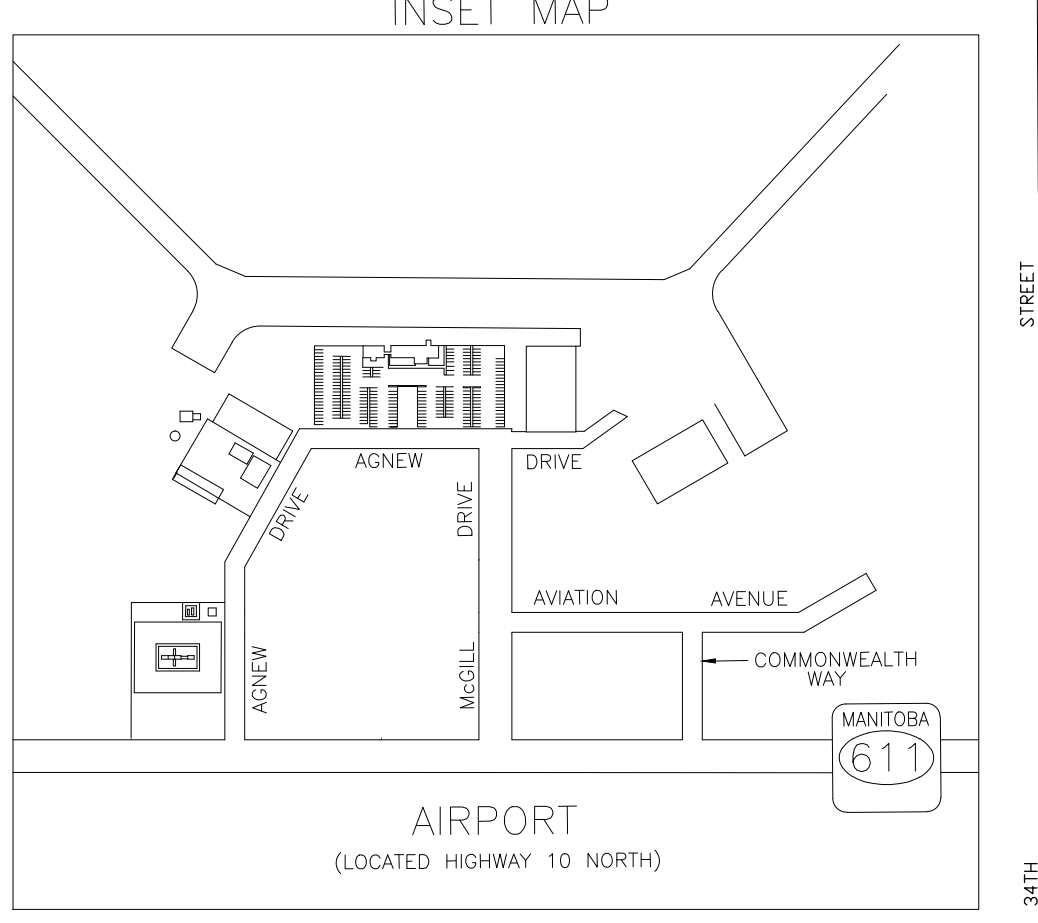 INSET MAP
STREET
AGNEW
DRIVE
DRIVE
DRIVE
AVIATION AVENUE
AGNEW
McGILL
COMMONWEALTH
WAY
MANITOBA
611
AIRPORT
(LOCATED HIGHWAY 10 NORTH)
34TH